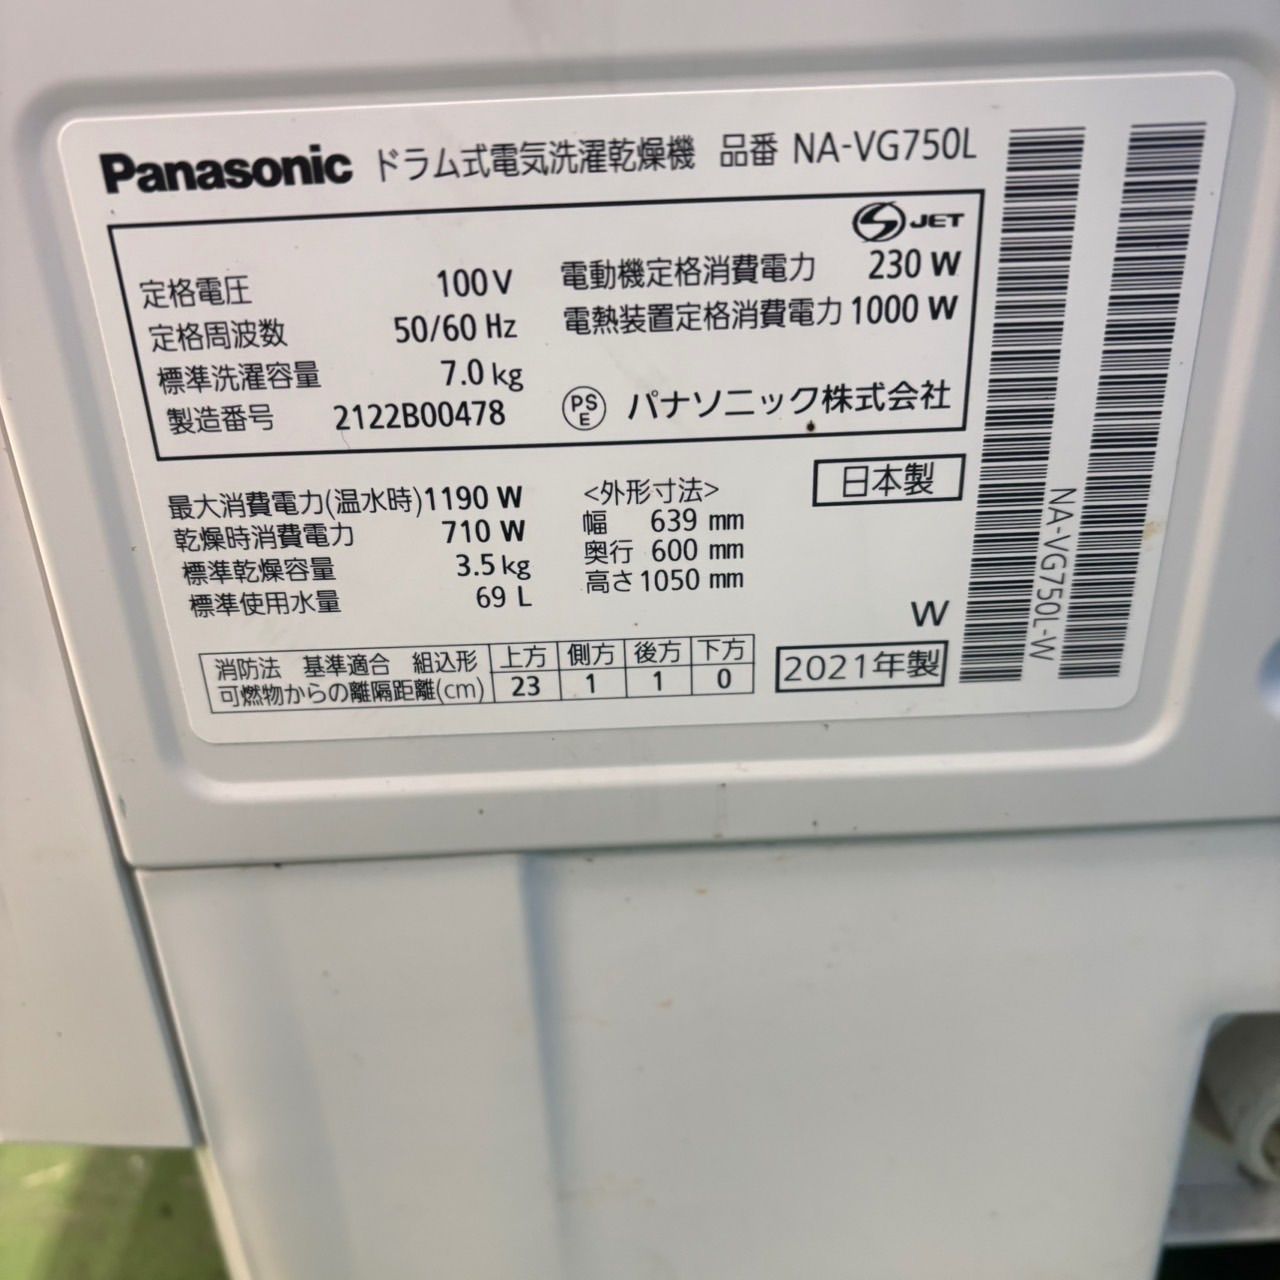 Panasonic ドラム式電気洗濯乾燥機 品番 NA-VG750L
S JET
定格電圧 100V 電動機定格消費電力 230 W
定格周波数 50/60 Hz 電熱装置定格消費電力 1000 W
標準洗濯容量 7.0 kg
製造番号 2122B00478 PSE パナソニック株式会社
最大消費電力(温水時) 1190 W
乾燥時消費電力 710 W
標準乾燥容量 3.5 kg
標準使用水量 69 L
<外形寸法>
幅 639 mm
奥行 600 mm
高さ 1050 mm
日本製
W
消防法 基準適合 組込形 上方 側方 後方 下方
可燃物からの離隔距離(cm) 23 1 1 0
2021年製
NA-VG750L-W